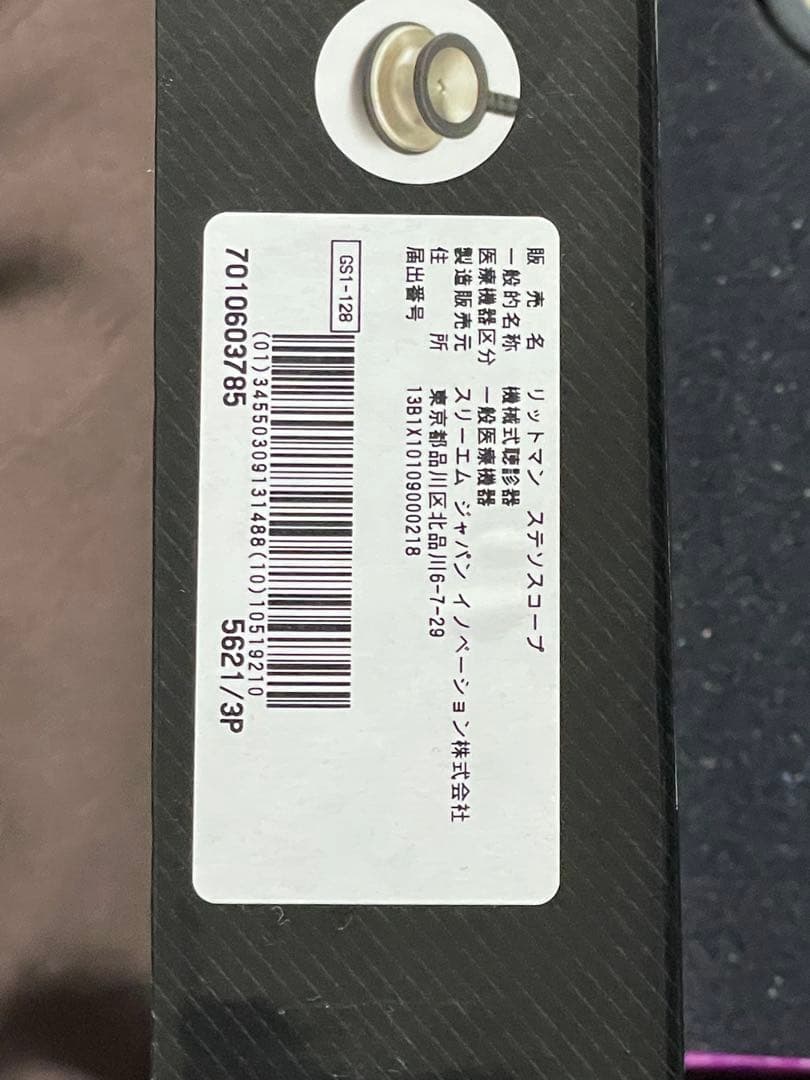 販売名 リットマン ステソスコープ
一般的名称 機械式聴診器
医療機器区分 一般医療機器
製造販売元 スリーエム ジャパン イノベーション株式会社
住所 東京都品川区北品川6-7-29
届出番号 13B1X10109000218
GS1-128
(01)34550309131488(10)10519210
7010603785 5621/3P